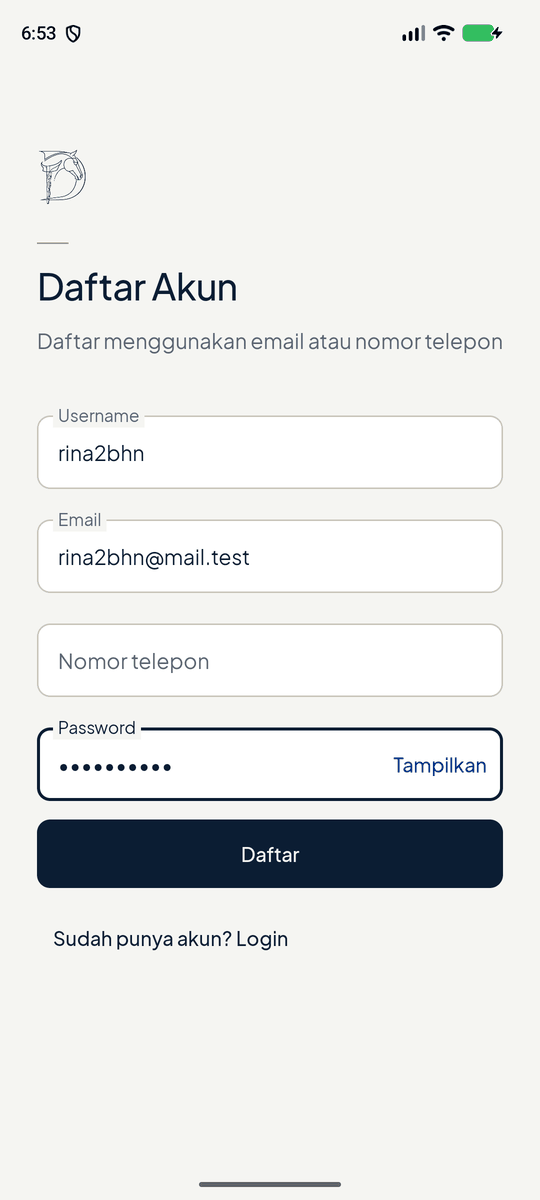 6:53
Daftar Akun
Daftar menggunakan email atau nomor telepon
Username
rina2bhn
Email
rina2bhn@mail.test
Nomor telepon
Password
••••••••••
Tampilkan
Daftar
Sudah punya akun? Login